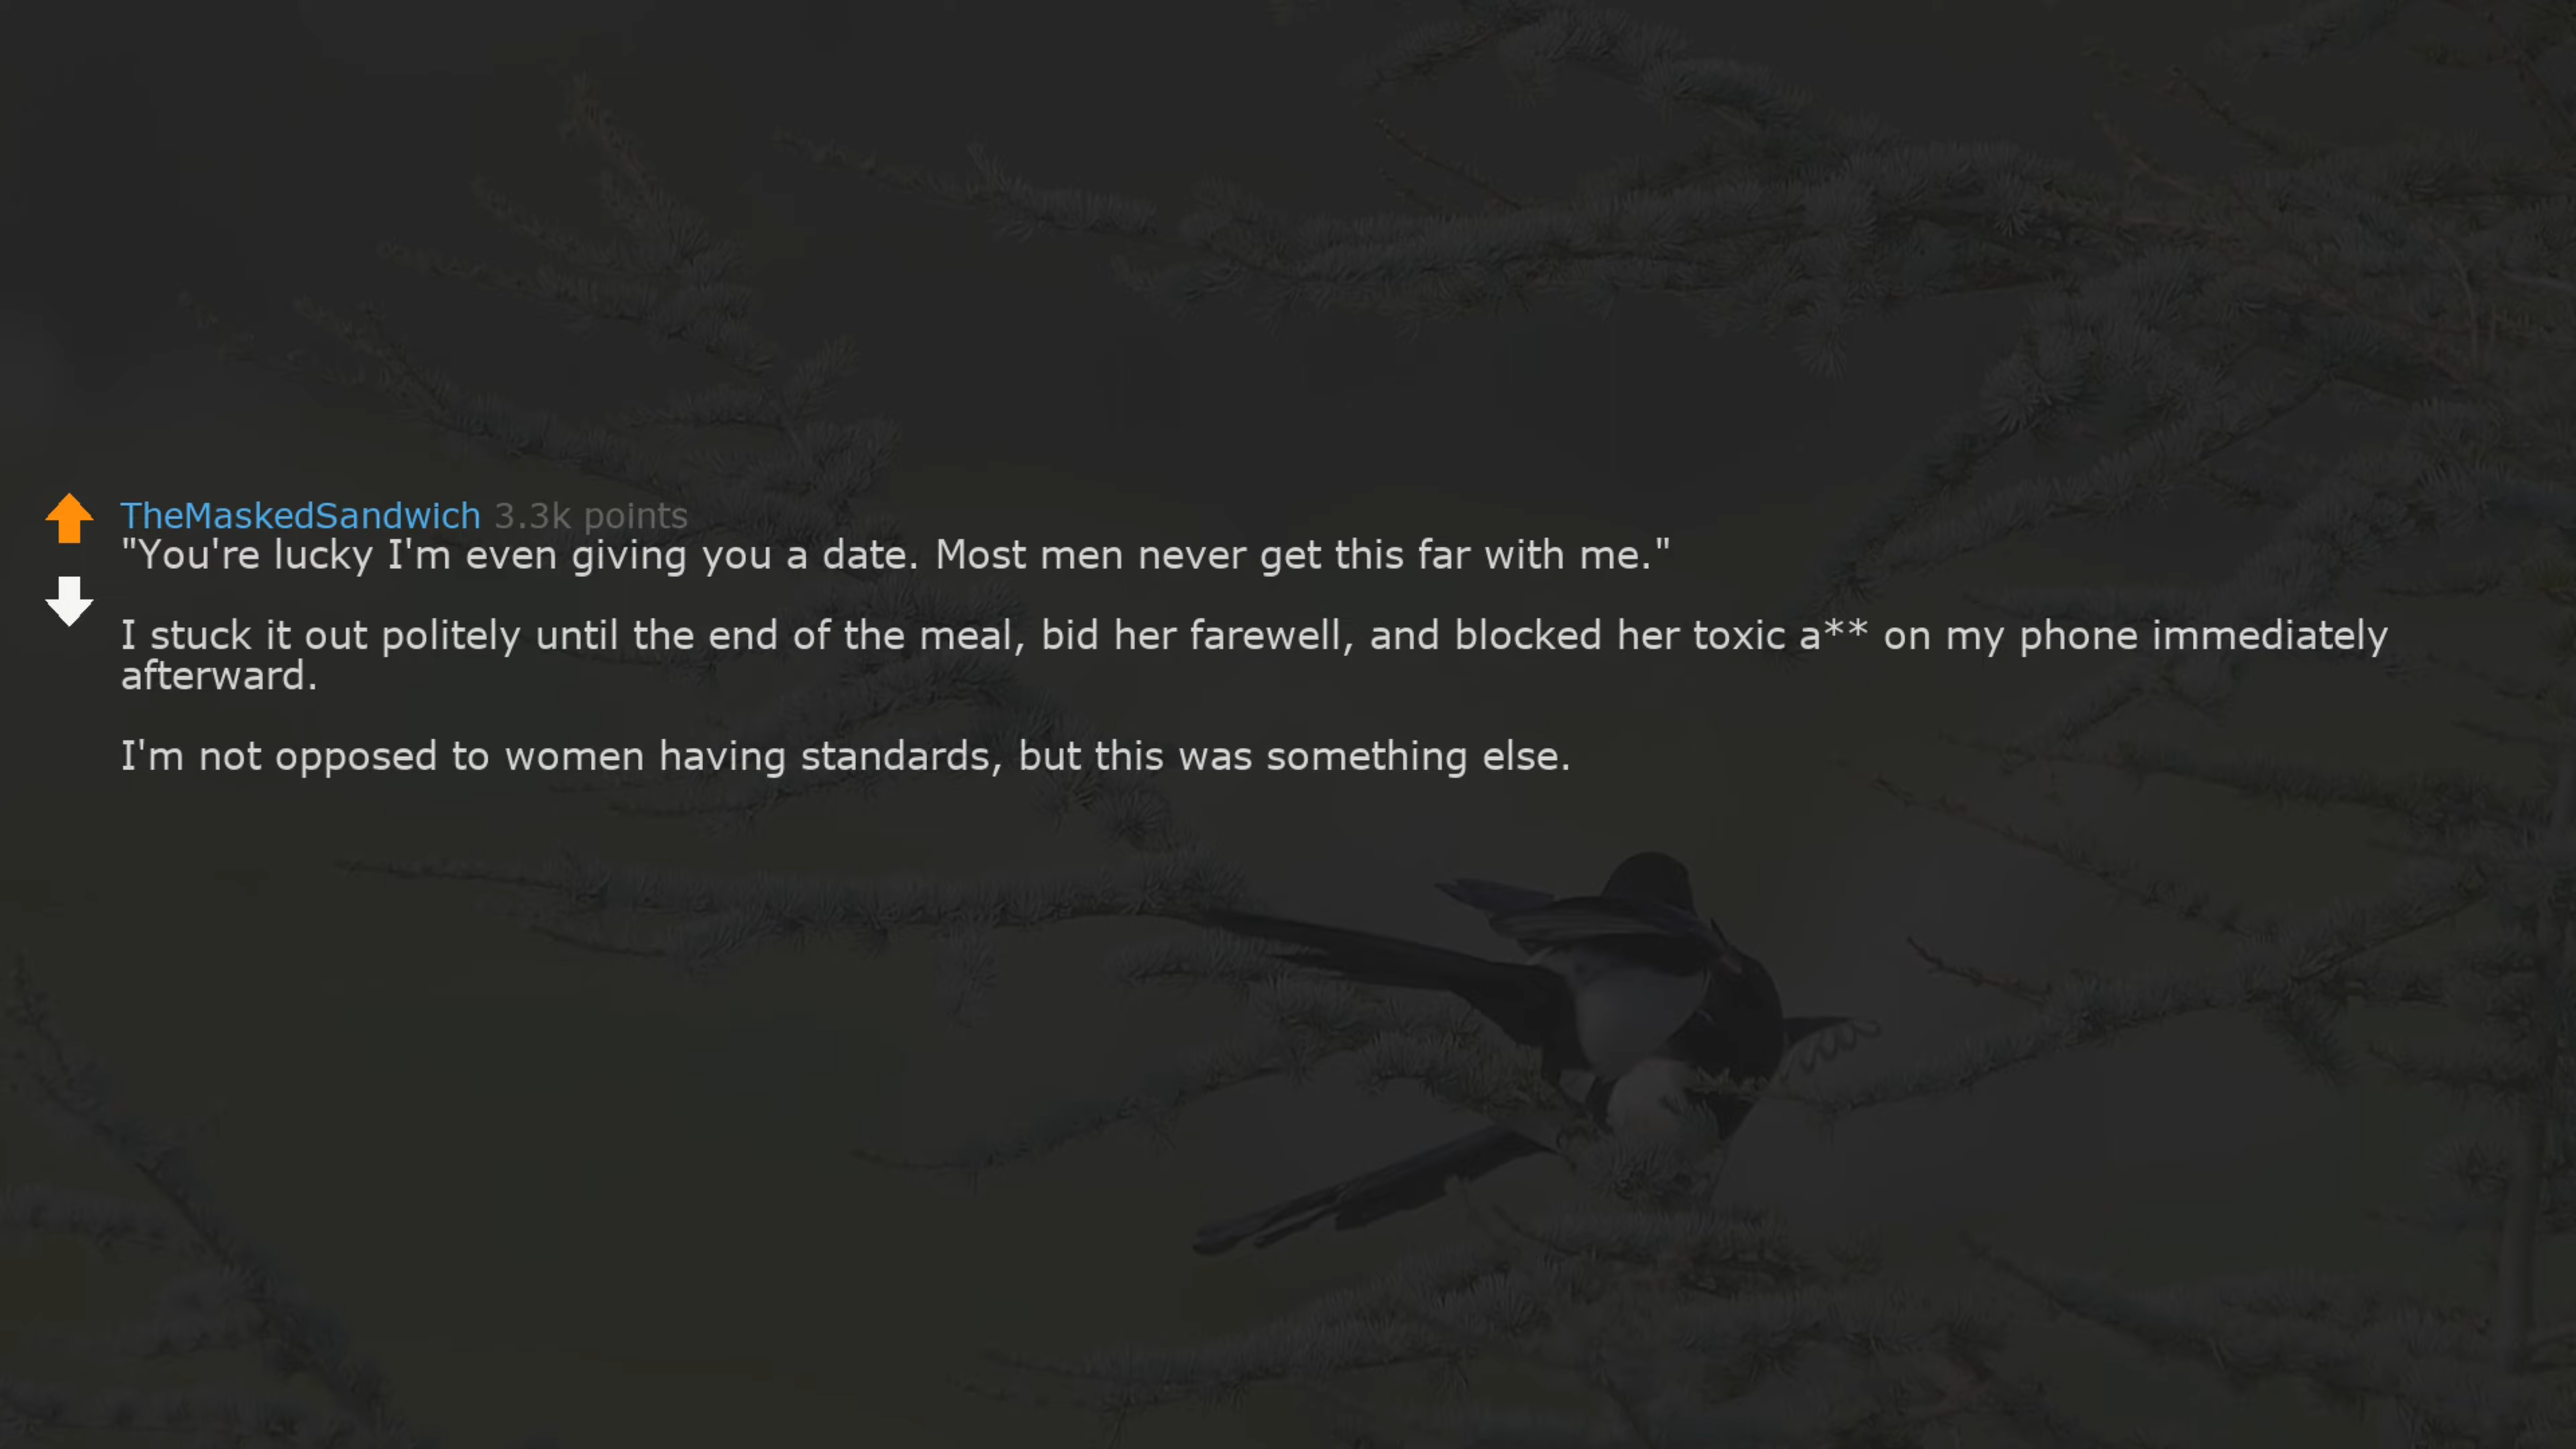 TheMaskedSandwich 3.3k points
"You're lucky I'm even giving you a date. Most men never get this far with me."
I stuck it out politely until the end of the meal, bid her farewell, and blocked her toxic a** on my phone immediately
afterward.
I'm not opposed to women having standards, but this was something else.